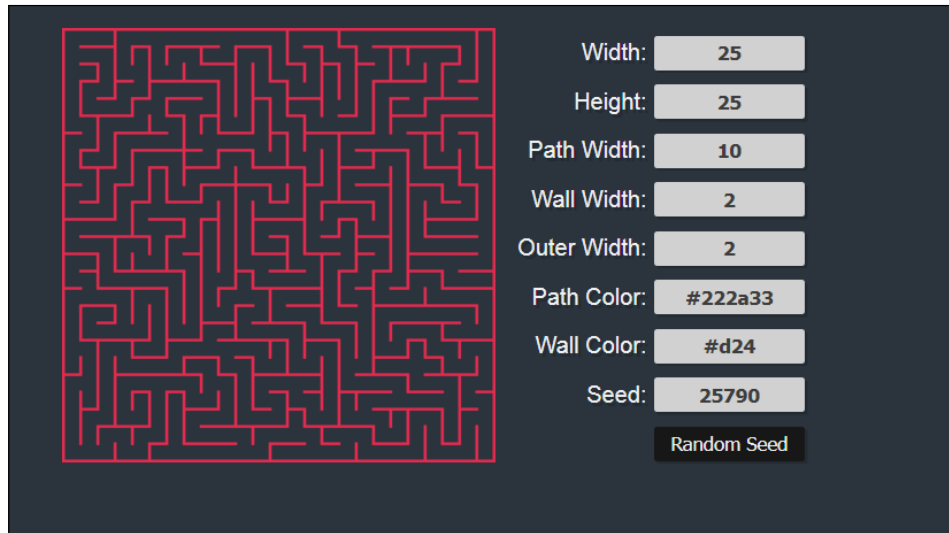 Width: 25
Height: 25
Path Width: 10
Wall Width: 2
Outer Width: 2
Path Color: #222a33
Wall Color: #d24
Seed: 25790
Random Seed